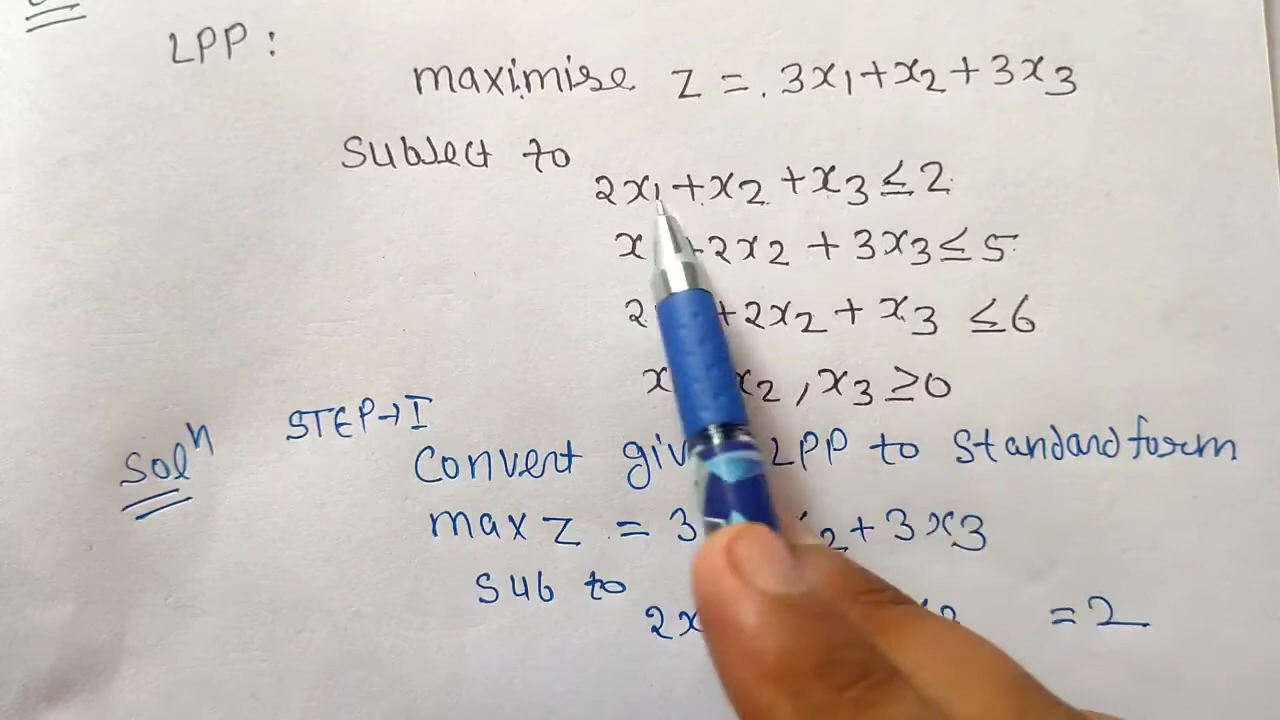 LPP:
maximise z = 3x₁+x₂+3x₃
Subject to
2x₁+x₂+x₃≤2
x +2x₂+3x₃≤5
2 +2x₂+x₃≤6
x x₂,x₃≥0
Solⁿ STEP→I
Convert LPP to standard form
max z = 3 x₂+3x₃
sub to
2x =2